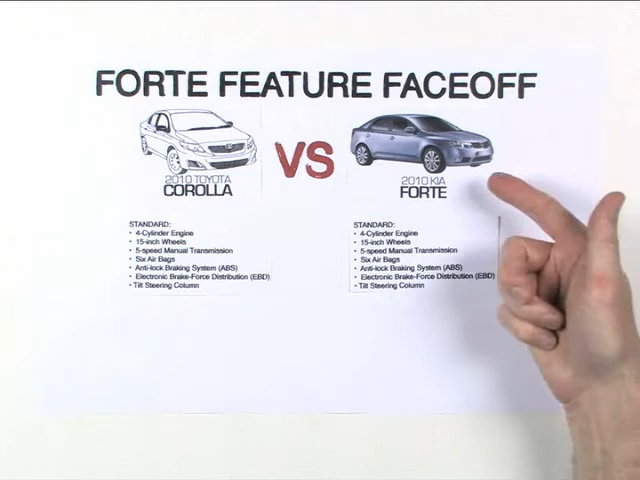 FORTE FEATURE FACEOFF
2010 TOYOTA
COROLLA
VS
2010 KIA
FORTE
STANDARD:
• 4-Cylinder Engine
• 15-inch Wheels
• 5-speed Manual Transmission
• Six Air Bags
• Anti-lock Braking System (ABS)
• Electronic Brake-Force Distribution (EBD)
• Tilt Steering Column
STANDARD:
• 4-Cylinder Engine
• 15-inch Wheels
• 5-speed Manual Transmission
• Six Air Bags
• Anti-lock Braking System (ABS)
• Electronic Brake-Force Distribution (EBD)
• Tilt Steering Column